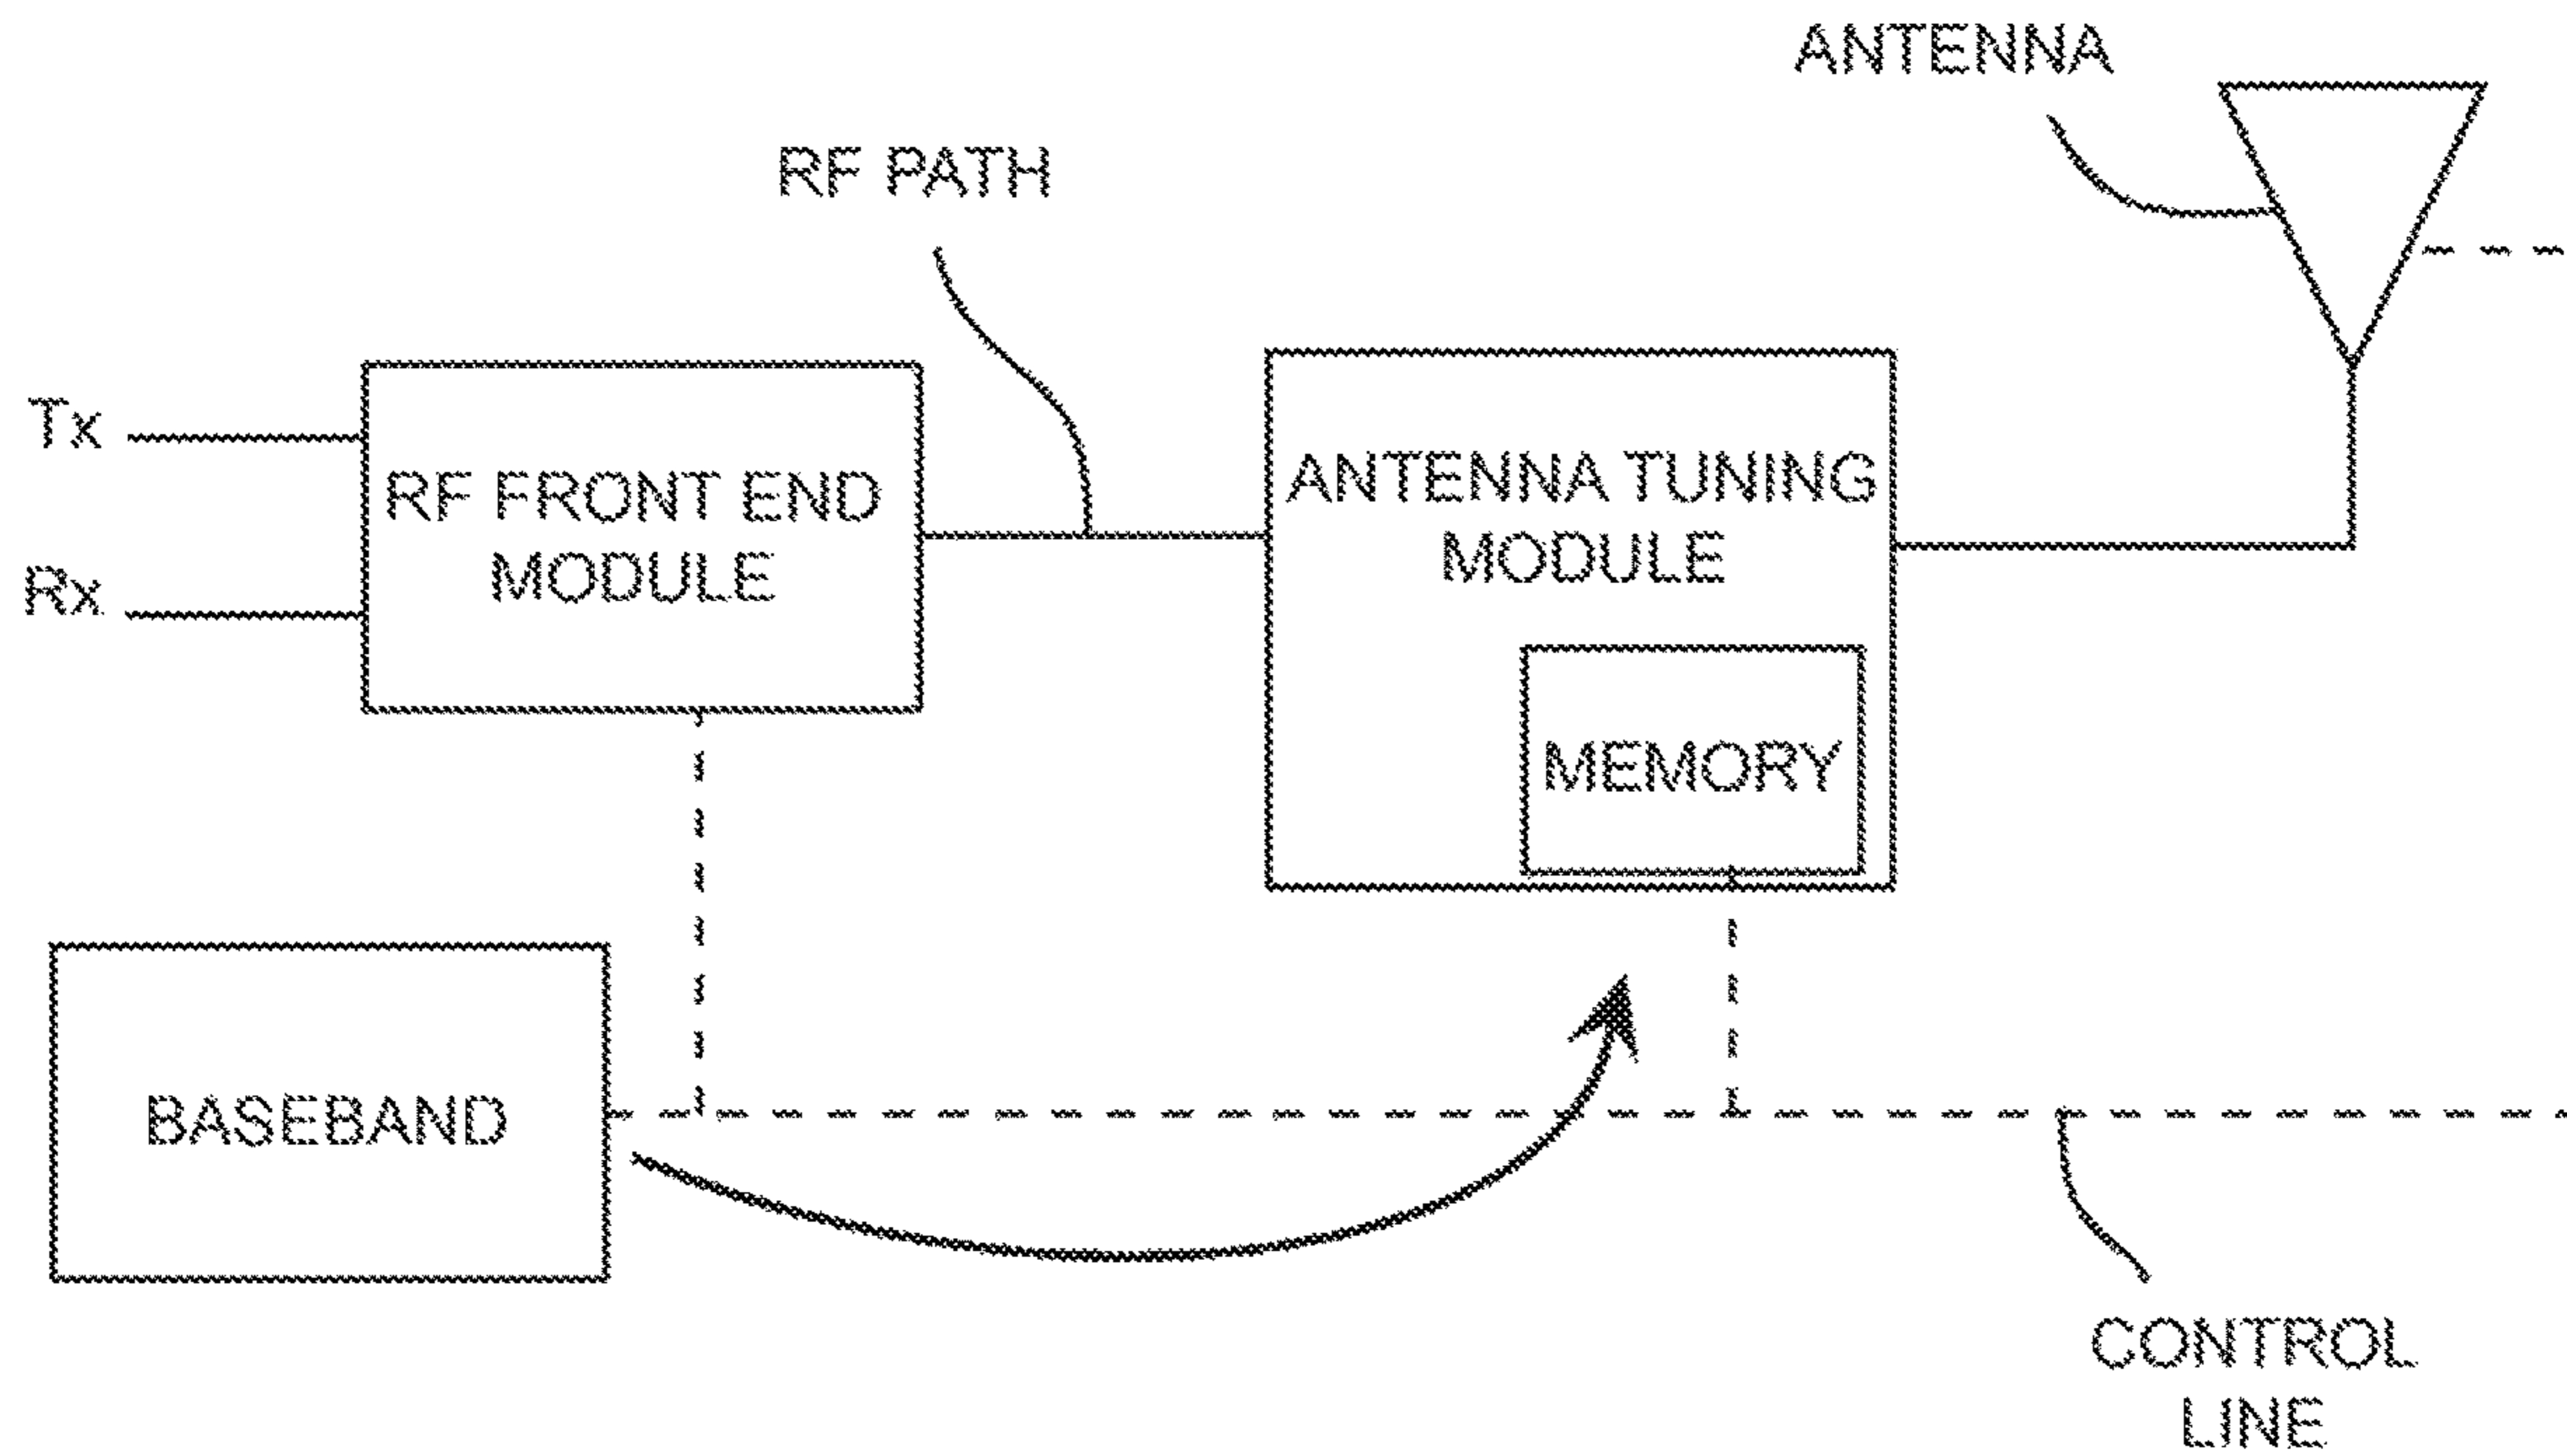 ANTENNA
RF PATH
Tx
Rx
RF FRONT END
MODULE
ANTENNA TUNING
MODULE
MEMORY
BASEBAND
CONTROL
LINE